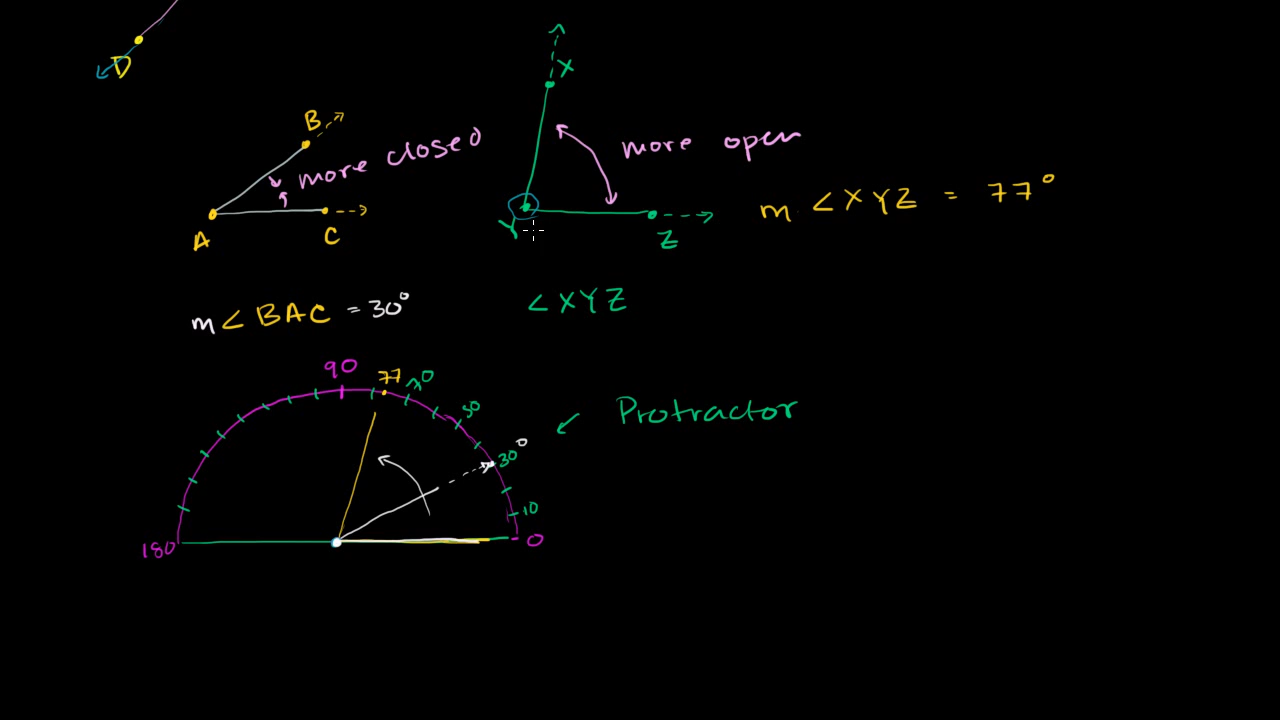 D
X
B
more closed
more open
m ∠XYZ = 77°
A
C
Y
Z
m∠BAC = 30°
∠XYZ
90
77
70
50
Protractor
30°
10
180
0